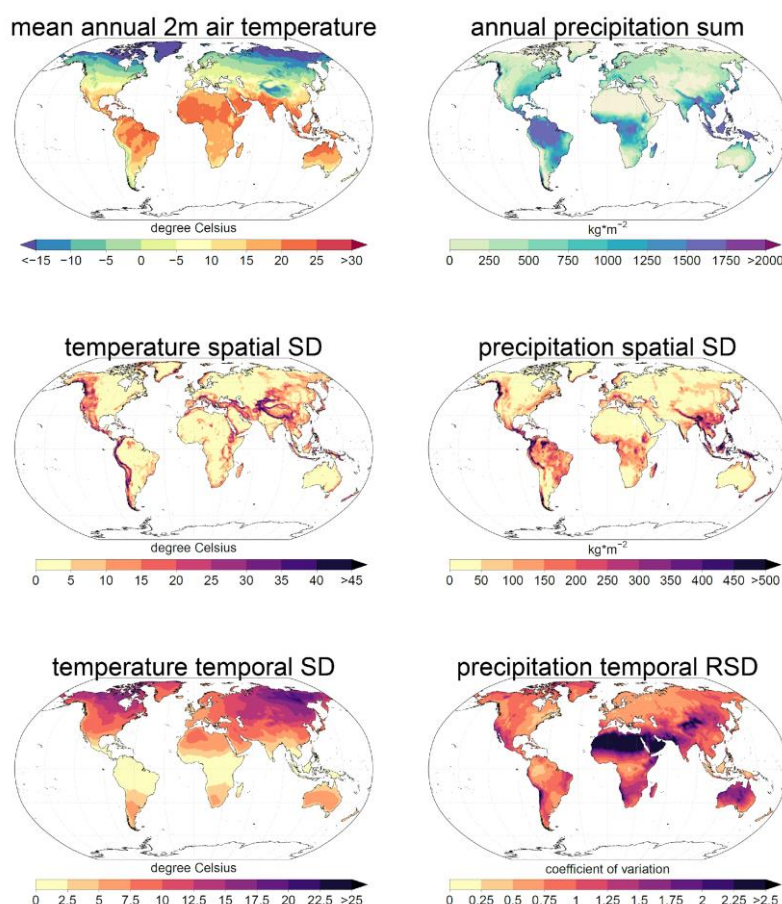 mean annual 2m air temperature
annual precipitation sum
degree Celsius
kg*m−2
<−15 −10 −5 0 −5 10 15 20 25 >30
0 250 500 750 1000 1250 1500 1750 >2000
temperature spatial SD
precipitation spatial SD
degree Celsius
kg*m−2
0 5 10 15 20 25 30 35 40 >45
0 50 100 150 200 250 300 350 400 450 >500
temperature temporal SD
precipitation temporal RSD
degree Celsius
coefficient of variation
0 2.5 5 7.5 10 12.5 15 17.5 20 22.5 >25
0 0.25 0.5 0.75 1 1.25 1.5 1.75 2 2.25 >2.5